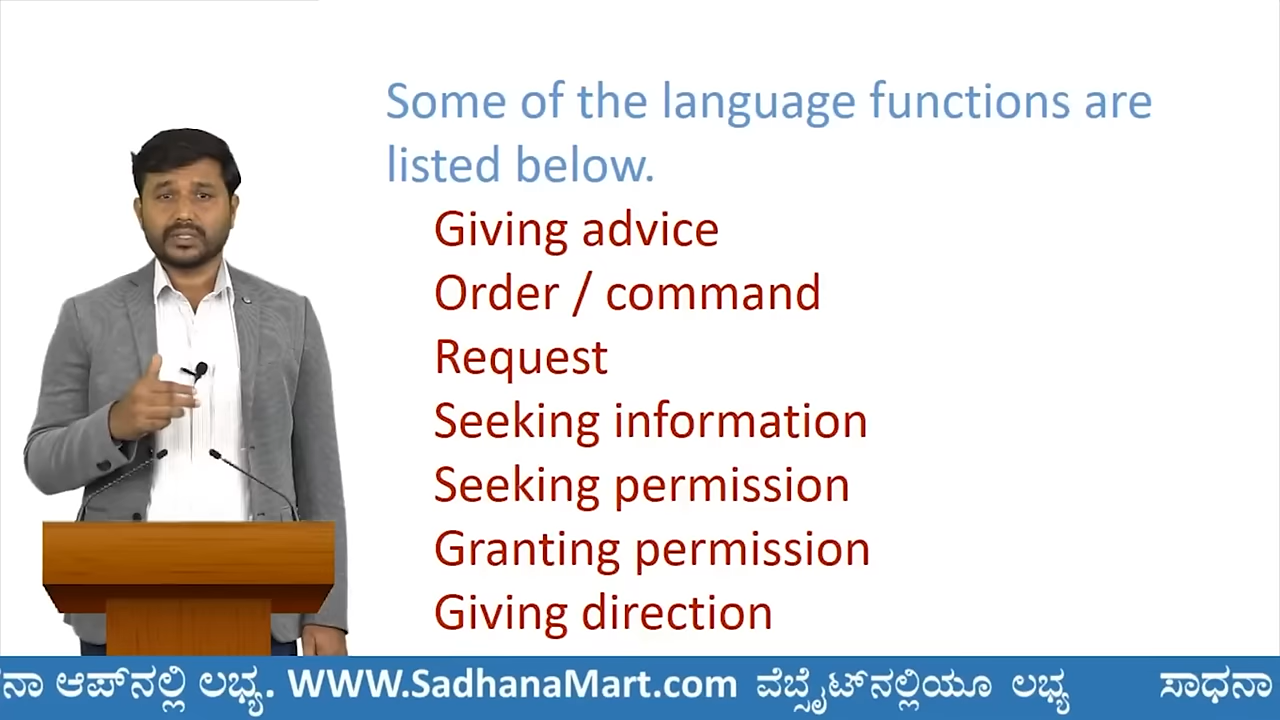 Some of the language functions are
listed below.
Giving advice
Order / command
Request
Seeking information
Seeking permission
Granting permission
Giving direction
ನಾ ಆಪ್‌ನಲ್ಲಿ ಲಭ್ಯ. WWW.SadhanaMart.com ವೆಬ್ಸೈಟ್‌ನಲ್ಲಿಯೂ ಲಭ್ಯ ಸಾಧನಾ